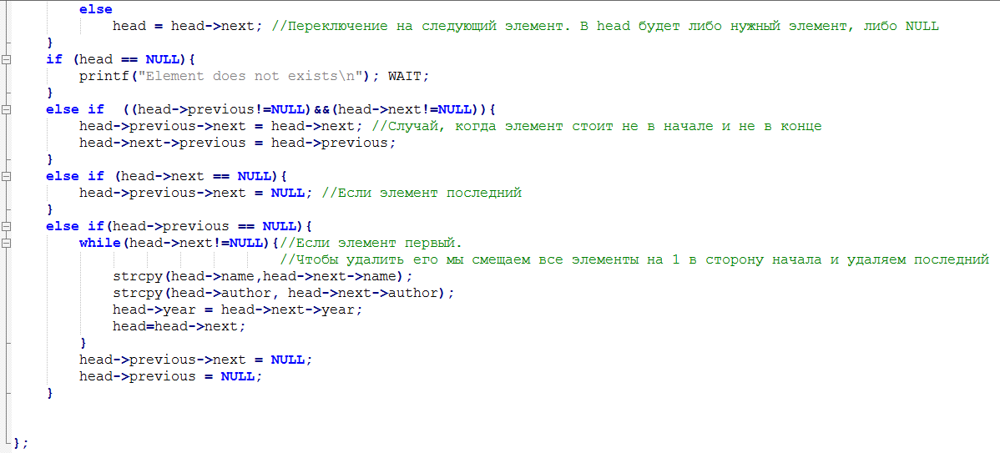 else
head = head->next; //Переключение на следующий элемент. В head будет либо нужный элемент, либо NULL
}
if (head == NULL){
printf("Element does not exists\n"); WAIT;
}
else if  ((head->previous!=NULL)&&(head->next!=NULL)){
head->previous->next = head->next; //Случай, когда элемент стоит не в начале и не в конце
head->next->previous = head->previous;
}
else if (head->next == NULL){
head->previous->next = NULL; //Если элемент последний
}
else if(head->previous == NULL){
while(head->next!=NULL){//Если элемент первый.
//Чтобы удалить его мы смещаем все элементы на 1 в сторону начала и удаляем последний
strcpy(head->name,head->next->name);
strcpy(head->author, head->next->author);
head->year = head->next->year;
head=head->next;
}
head->previous->next = NULL;
head->previous = NULL;
}
};